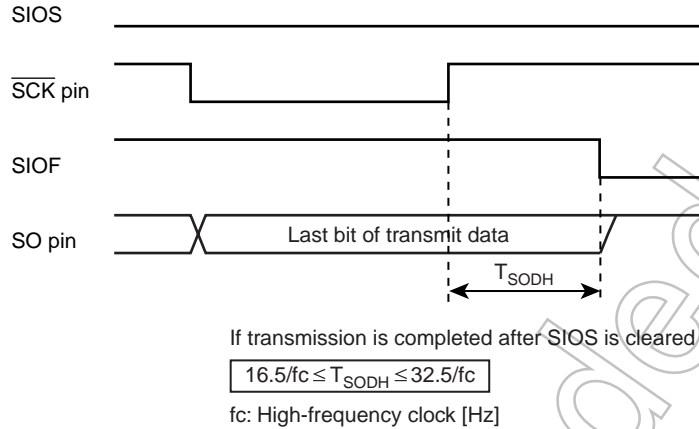 SIOS
SCK pin
SIOF
SO pin
Last bit of transmit data
TSODH
If transmission is completed after SIOS is cleared
16.5/fc ≤ TSODH ≤ 32.5/fc
fc: High-frequency clock [Hz]